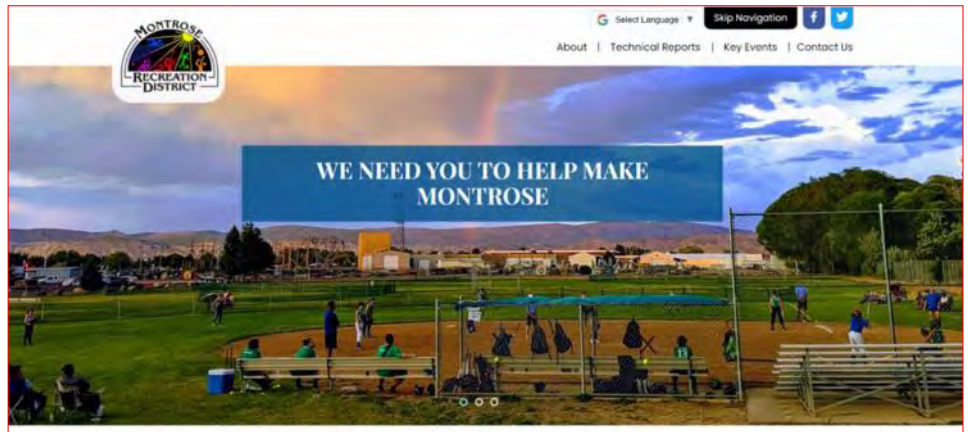 Select Language ▼
Skip Navigation
About | Technical Reports | Key Events | Contact Us
MONTROSE
RECREATION
DISTRICT
WE NEED YOU TO HELP MAKE
MONTROSE